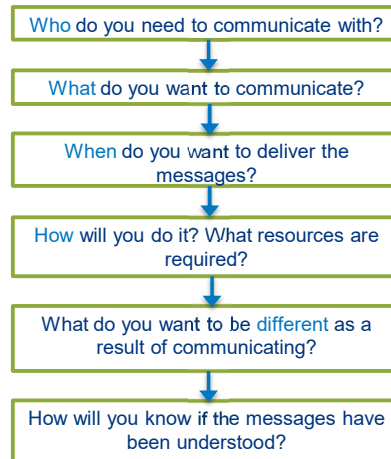 Who do you need to communicate with?
What do you want to communicate?
When do you want to deliver the
messages?
How will you do it? What resources are
required?
What do you want to be different as a
result of communicating?
How will you know if the messages have
been understood?